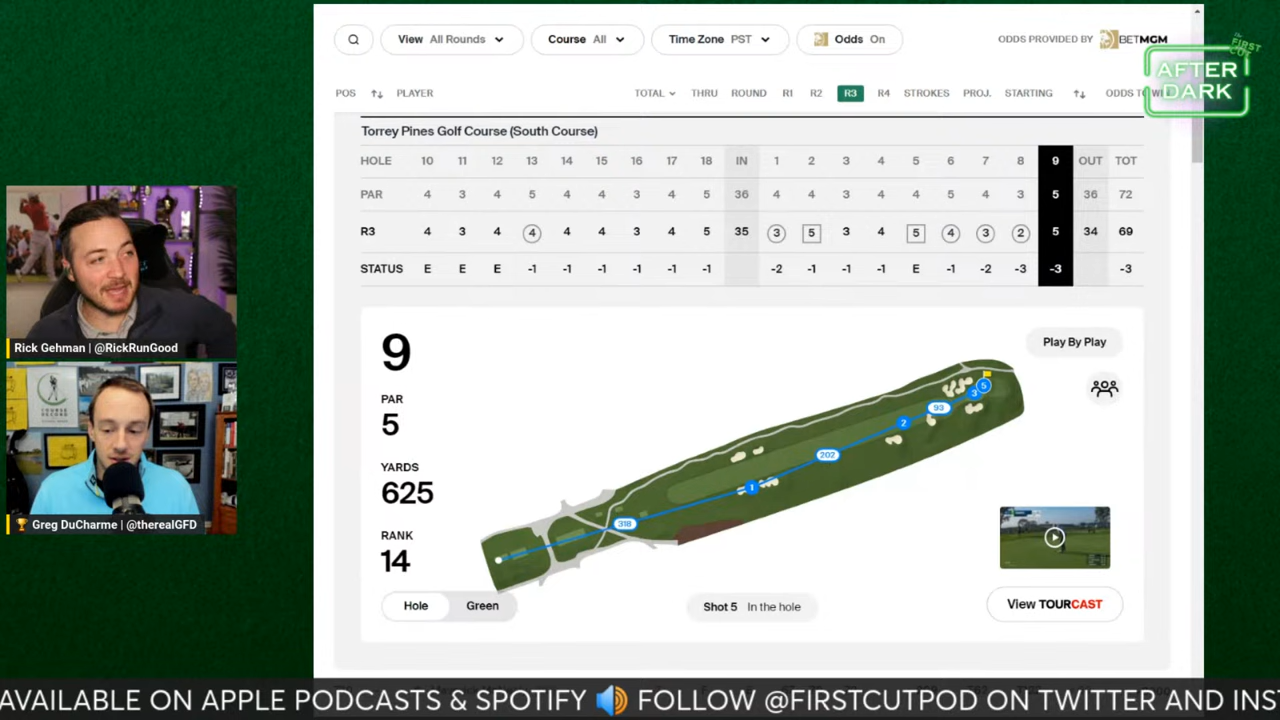 View All Rounds
Course All
Time Zone PST
Odds On
ODDS PROVIDED BY BETMGM
THE FIRST CUT
AFTER DARK
POS PLAYER TOTAL THRU ROUND R1 R2 R3 R4 STROKES PROJ. STARTING ODDS TO
Torrey Pines Golf Course (South Course)
HOLE 10 11 12 13 14 15 16 17 18 IN 1 2 3 4 5 6 7 8 9 OUT TOT
PAR 4 3 4 5 4 4 3 4 5 36 4 4 3 4 4 5 4 3 5 36 72
R3 4 3 4 4 4 4 3 4 5 35 3 5 3 4 5 4 3 2 5 34 69
STATUS E E E -1 -1 -1 -1 -1 -1 -2 -1 -1 -1 E -1 -2 -3 -3 -3
Rick Gehman | @RickRunGood
Greg DuCharme | @therealGFD
9
PAR
5
YARDS
625
RANK
14
Play By Play
318
1
202
2
93
3
5
Hole Green
Shot 5 In the hole
View TOURCAST
AVAILABLE ON APPLE PODCASTS & SPOTIFY 🔊 FOLLOW @FIRSTCUTPOD ON TWITTER AND INS